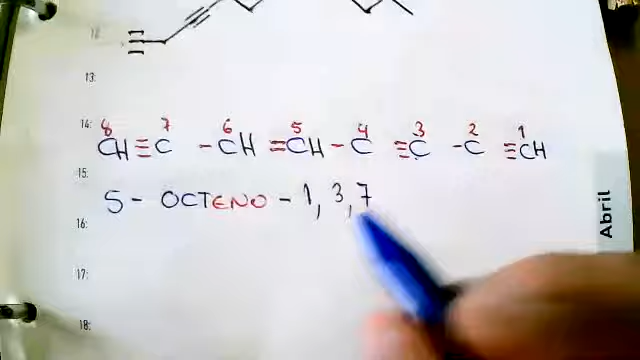 12:
13:
14:
8 7 6 5 4 3 2 1
CH≡C-CH=CH-C≡C-C≡CH
15:
5- OCTENO - 1, 3, 7
16:
17:
18:
Abril